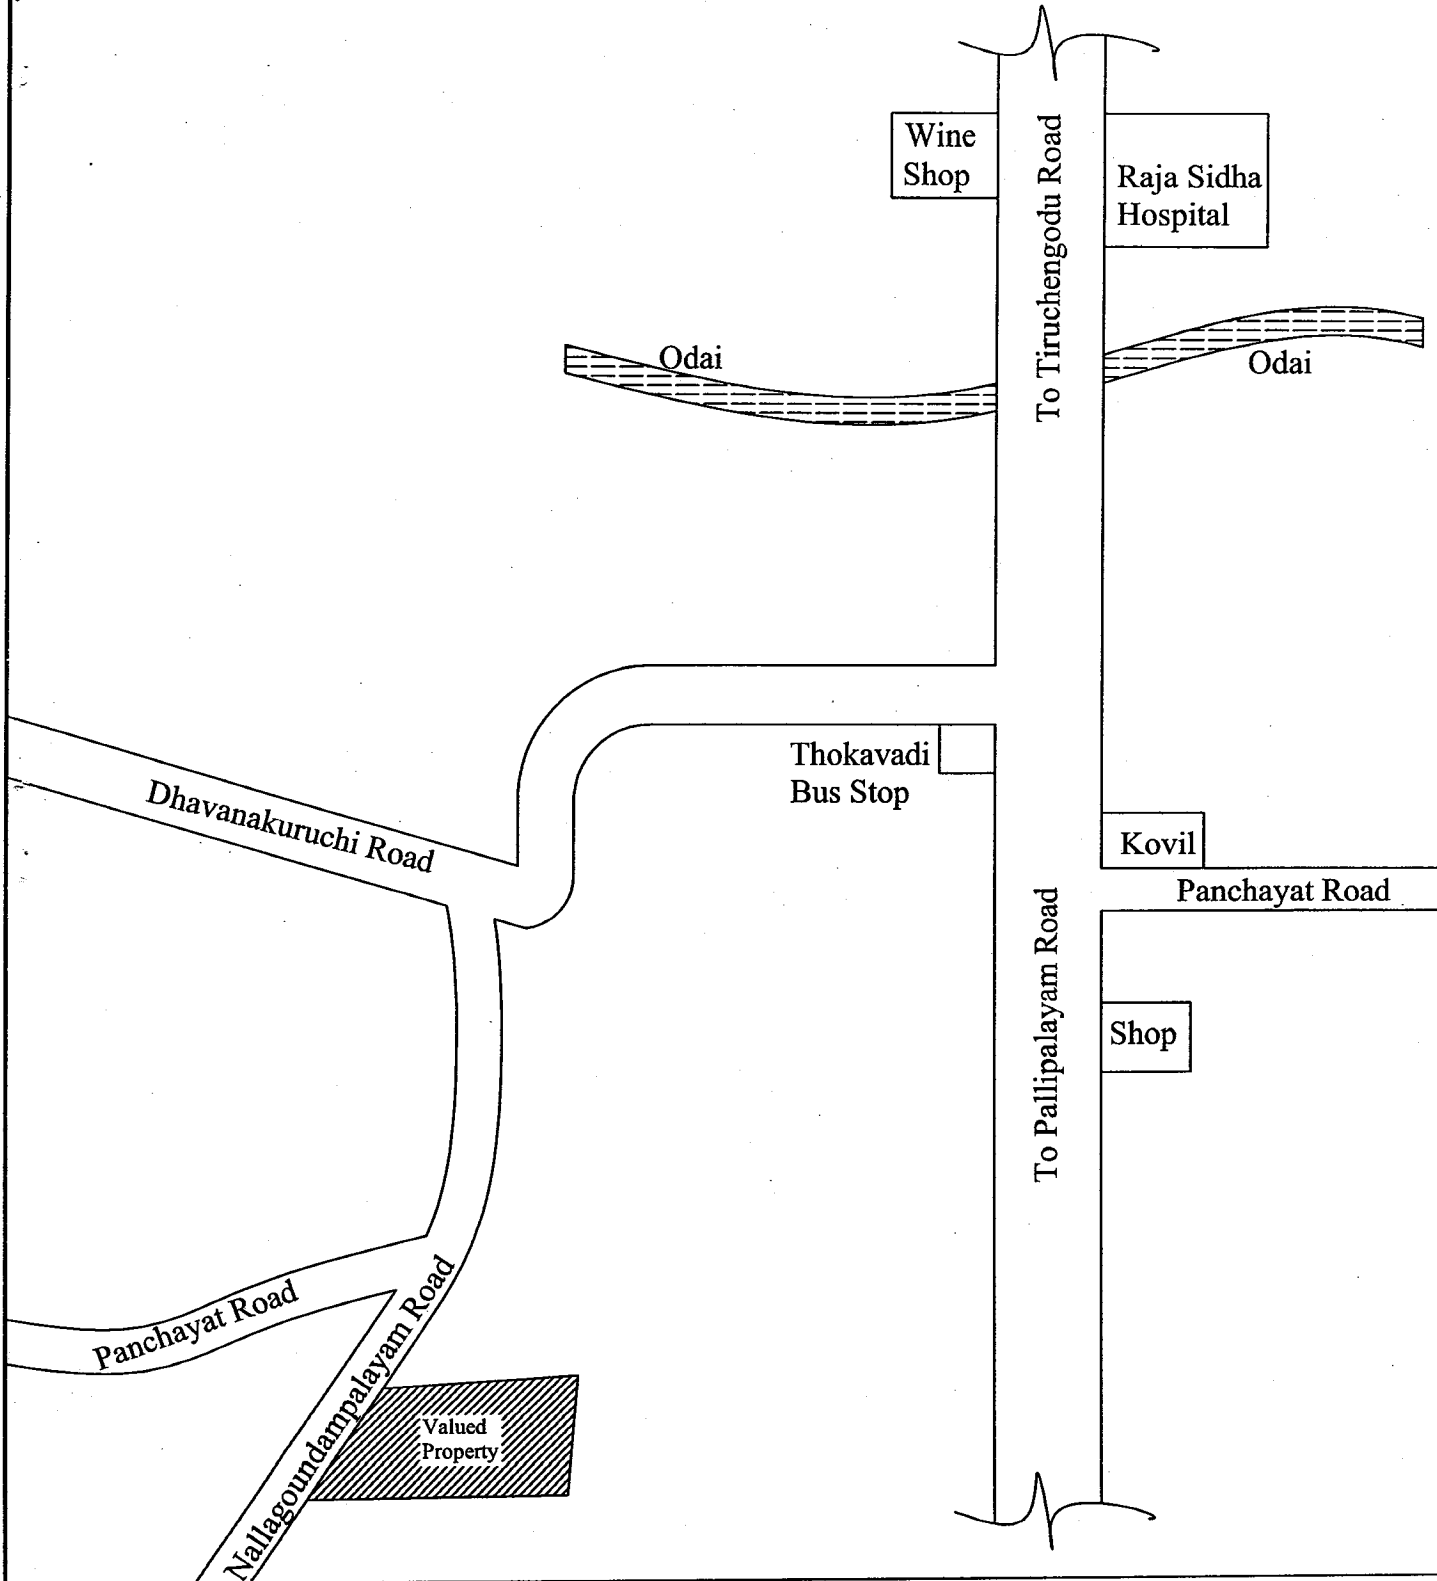 Wine
Shop
Raja Sidha
Hospital
To Tiruchengodu Road
Odai
Odai
Thokavadi
Bus Stop
Dhavanakuruchi Road
Kovil
Panchayat Road
To Pallipalayam Road
Shop
Panchayat Road
Nallagoundampalayam Road
Valued
Property